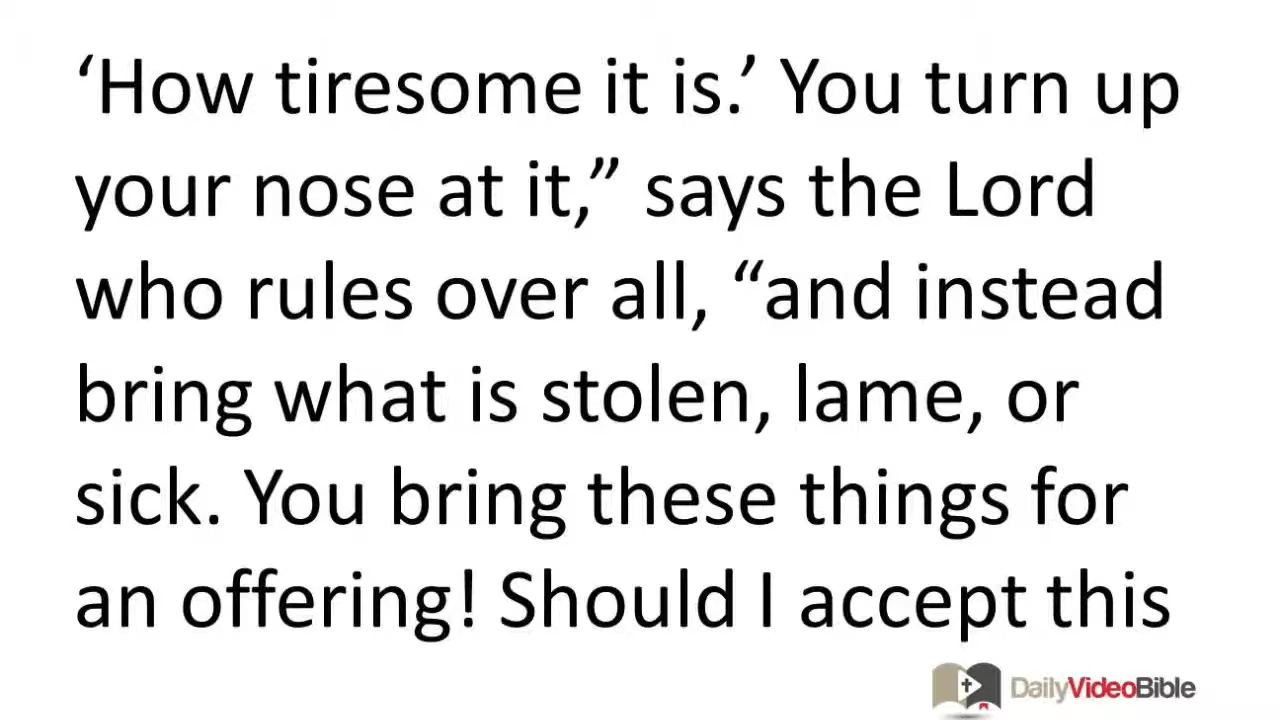 ‘How tiresome it is.’ You turn up
your nose at it,” says the Lord
who rules over all, “and instead
bring what is stolen, lame, or
sick. You bring these things for
an offering! Should I accept this
DailyVideoBible